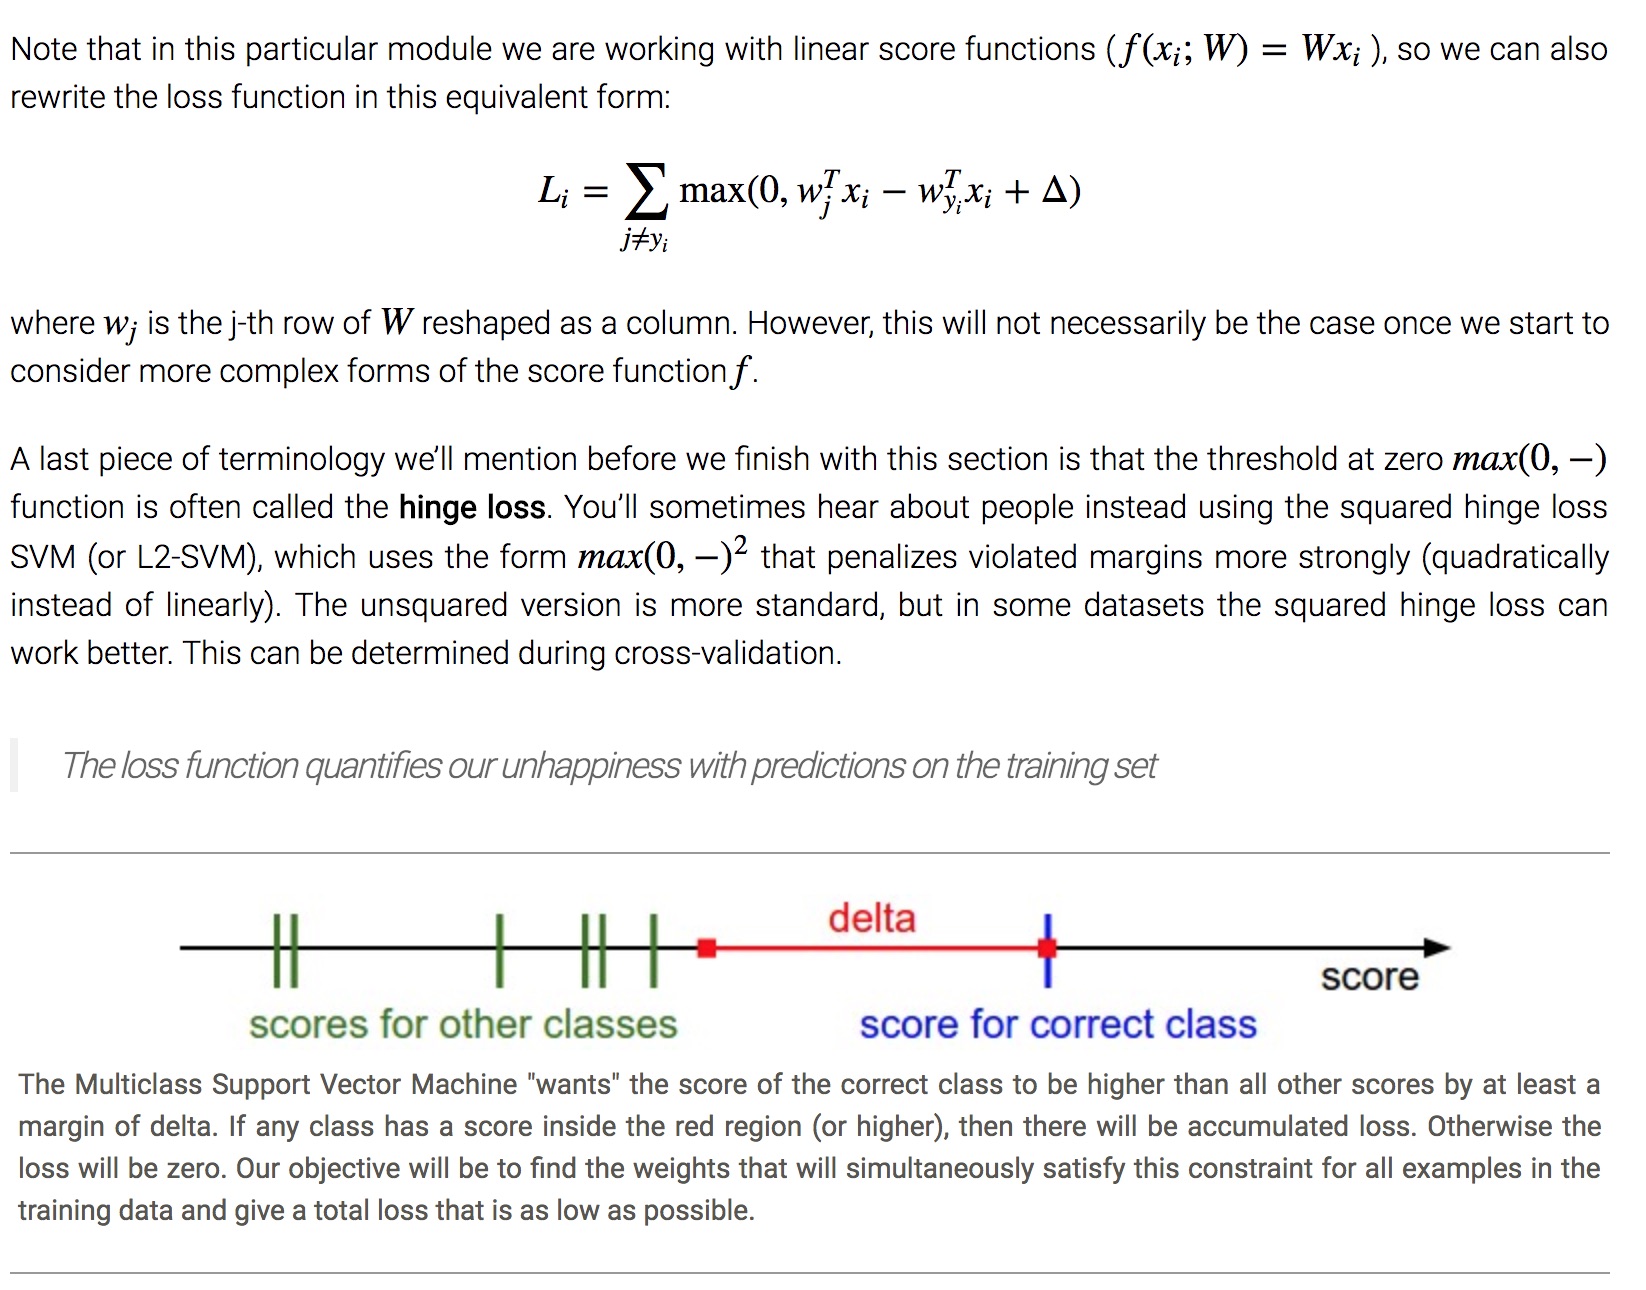 Note that in this particular module we are working with linear score functions ( f(xᵢ; W) = Wxᵢ ), so we can also
rewrite the loss function in this equivalent form:
Lᵢ = ∑_{j≠yᵢ} max(0, w_j^T xᵢ − w_{yᵢ}^T xᵢ + Δ)
where w_j is the j-th row of W reshaped as a column. However, this will not necessarily be the case once we start to
consider more complex forms of the score function f.
A last piece of terminology we'll mention before we finish with this section is that the threshold at zero max(0, −)
function is often called the hinge loss. You'll sometimes hear about people instead using the squared hinge loss
SVM (or L2-SVM), which uses the form max(0, −)² that penalizes violated margins more strongly (quadratically
instead of linearly). The unsquared version is more standard, but in some datasets the squared hinge loss can
work better. This can be determined during cross-validation.
The loss function quantifies our unhappiness with predictions on the training set
delta
score
scores for other classes
score for correct class
The Multiclass Support Vector Machine "wants" the score of the correct class to be higher than all other scores by at least a
margin of delta. If any class has a score inside the red region (or higher), then there will be accumulated loss. Otherwise the
loss will be zero. Our objective will be to find the weights that will simultaneously satisfy this constraint for all examples in the
training data and give a total loss that is as low as possible.